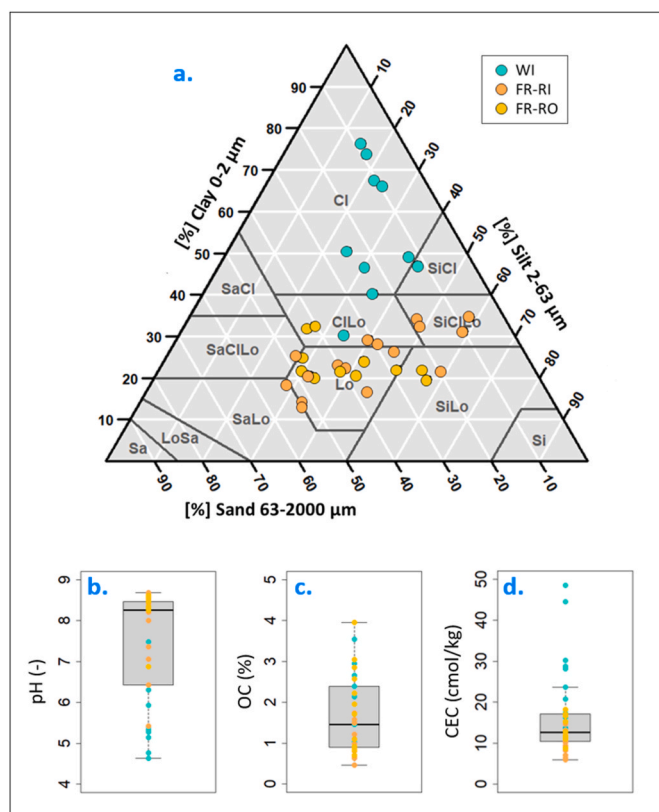 a.
WI
FR-RI
FR-RO
10
20
30
40
50
60
70
80
90
[%] Silt 2-63 µm
90
80
70
60
50
40
30
20
10
[%] Clay 0-2 µm
Cl
SiCl
SaCl
ClLo
SiClLo
SaClLo
Lo
SaLo
SiLo
LoSa
Sa
Si
90
80
70
60
50
40
30
20
10
[%] Sand 63-2000 µm
b.
9
8
7
6
5
4
pH (-)
c.
5
4
3
2
1
0
OC (%)
d.
50
40
30
20
10
0
CEC (cmol/kg)